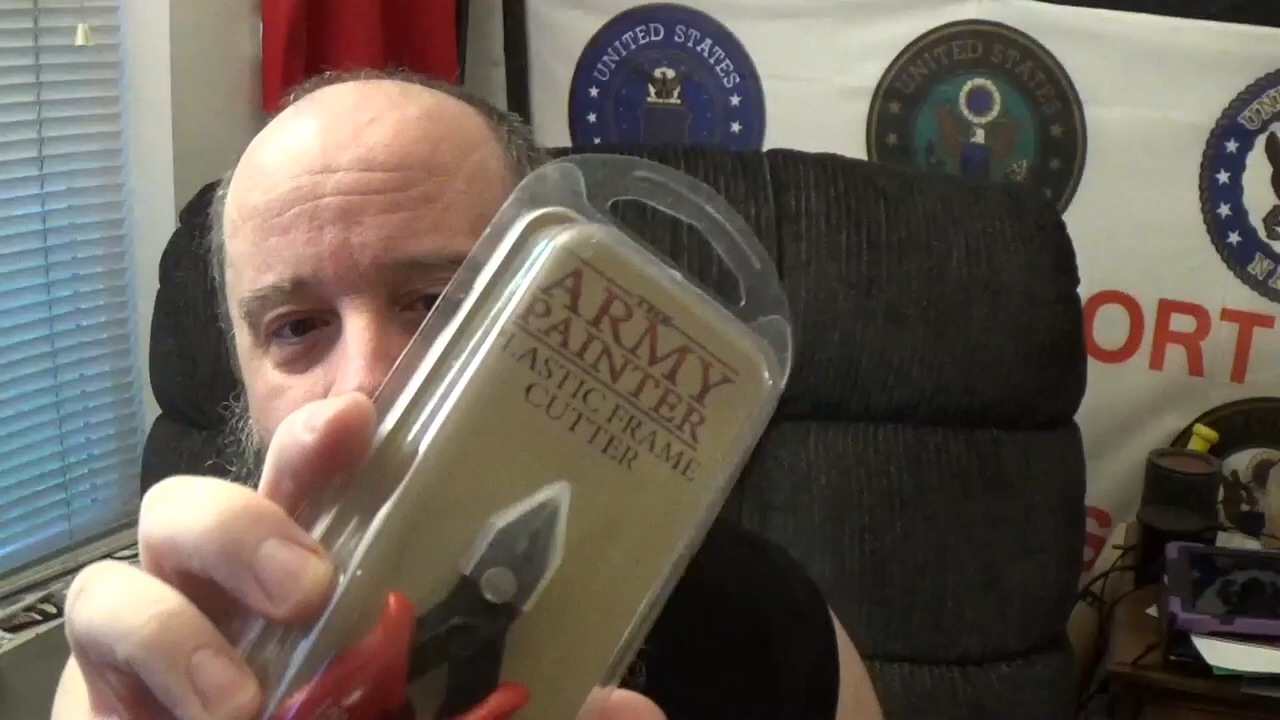 UNITED STATES
UNITED STATES
THE
ARMY
PAINTER
LASTIC FRAME
CUTTER
ORT
S